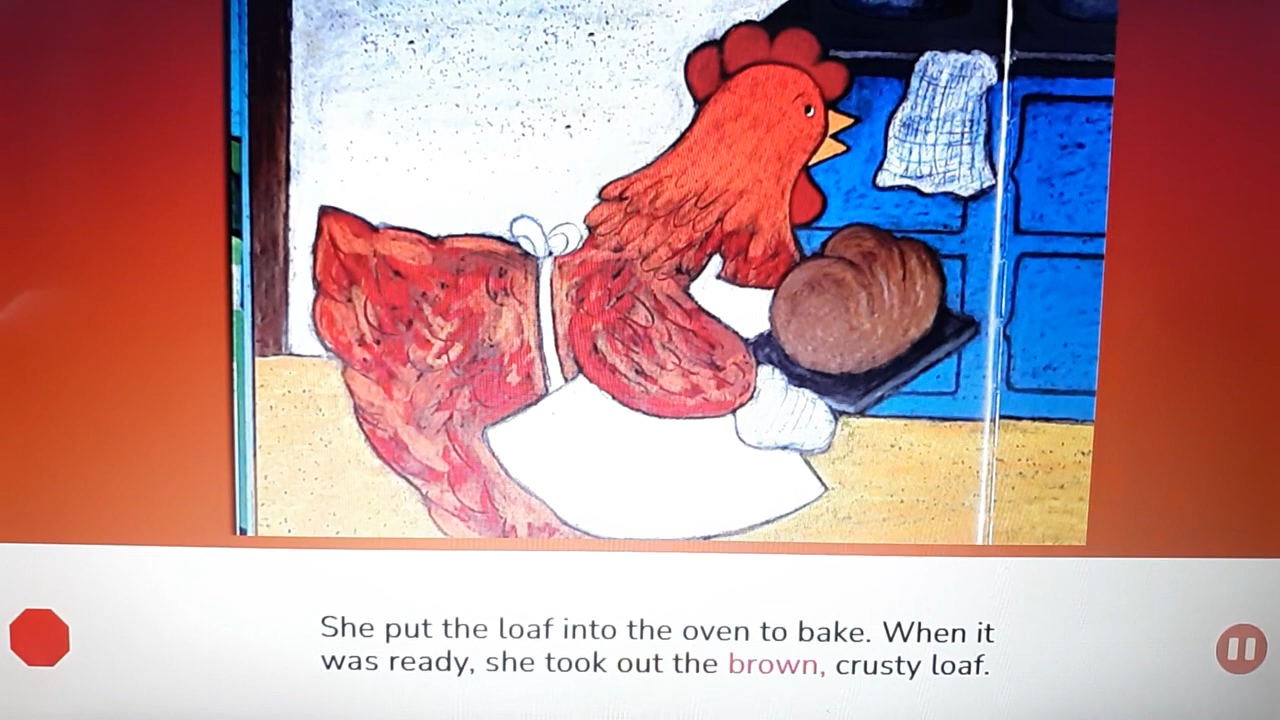 She put the loaf into the oven to bake. When it
was ready, she took out the brown, crusty loaf.